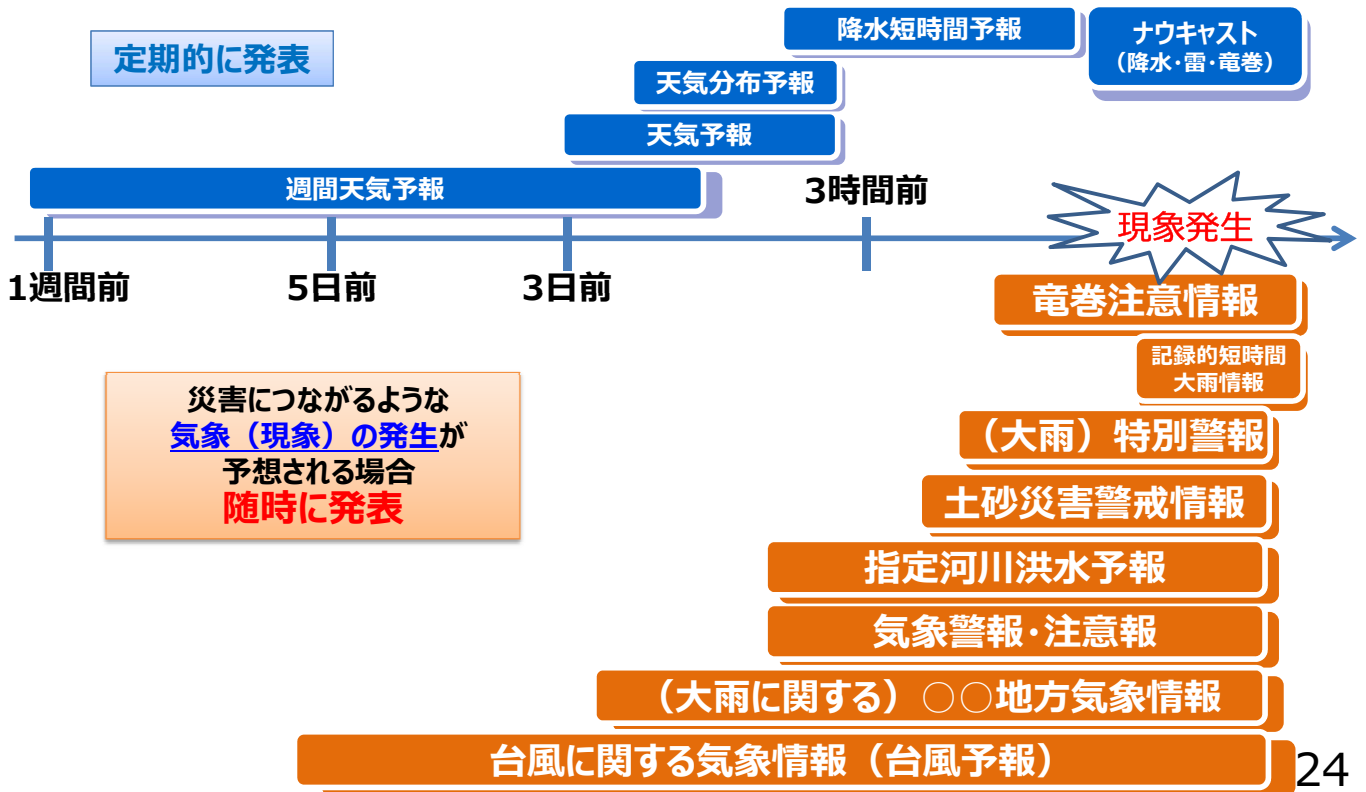 定期的に発表
降水短時間予報
ナウキャスト
（降水・雷・竜巻）
天気分布予報
天気予報
週間天気予報
3時間前
現象発生
1週間前
5日前
3日前
竜巻注意情報
記録的短時間
大雨情報
災害につながるような
気象（現象）の発生が
予想される場合
随時に発表
（大雨）特別警報
土砂災害警戒情報
指定河川洪水予報
気象警報・注意報
（大雨に関する）○○地方気象情報
台風に関する気象情報（台風予報）
24